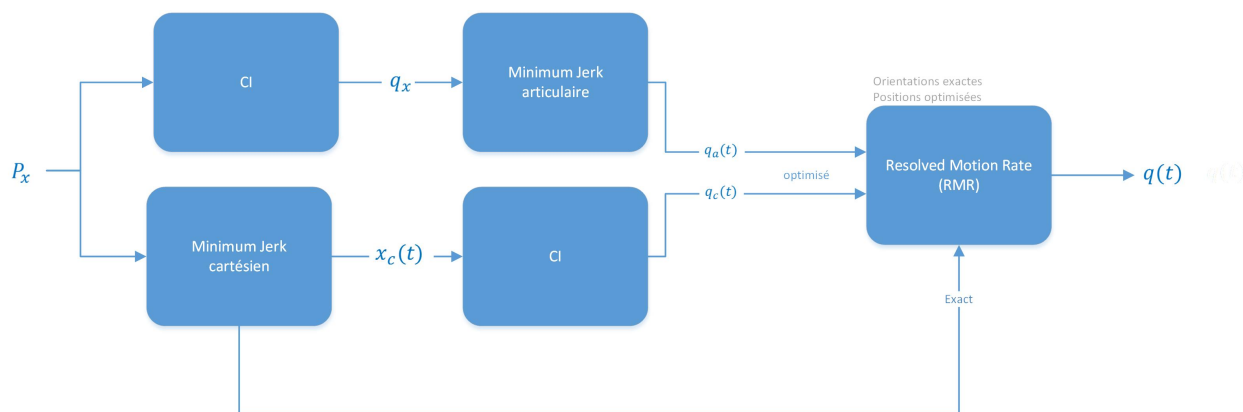 CI
q_x
Minimum Jerk
articulaire
Orientations exactes
Positions optimisées
P_x
q_a(t)
optimisé
q_c(t)
Resolved Motion Rate
(RMR)
q(t)
q(t)
Minimum Jerk
cartésien
x_c(t)
CI
Exact